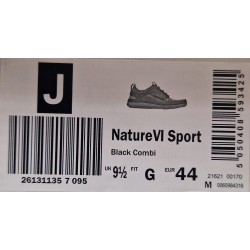 J
NatureVI Sport
Black Combi
UK 9½ FIT G EUR 44
26131135 7 095
5 050408 593425
21621 00170
M